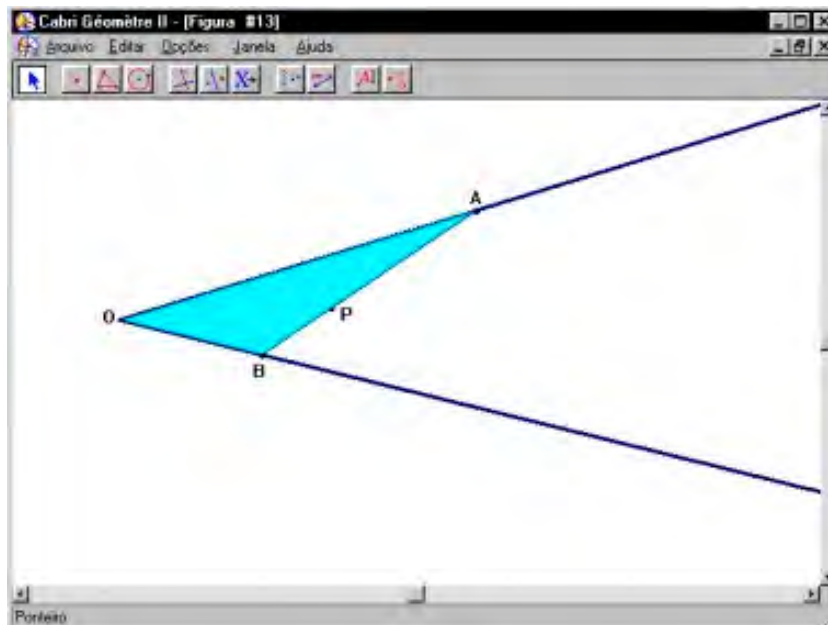 Cabri Géomètre II - [Figura #13]
Arquivo Editar Opções Janela Ajuda
A
O
P
B
Ponteiro